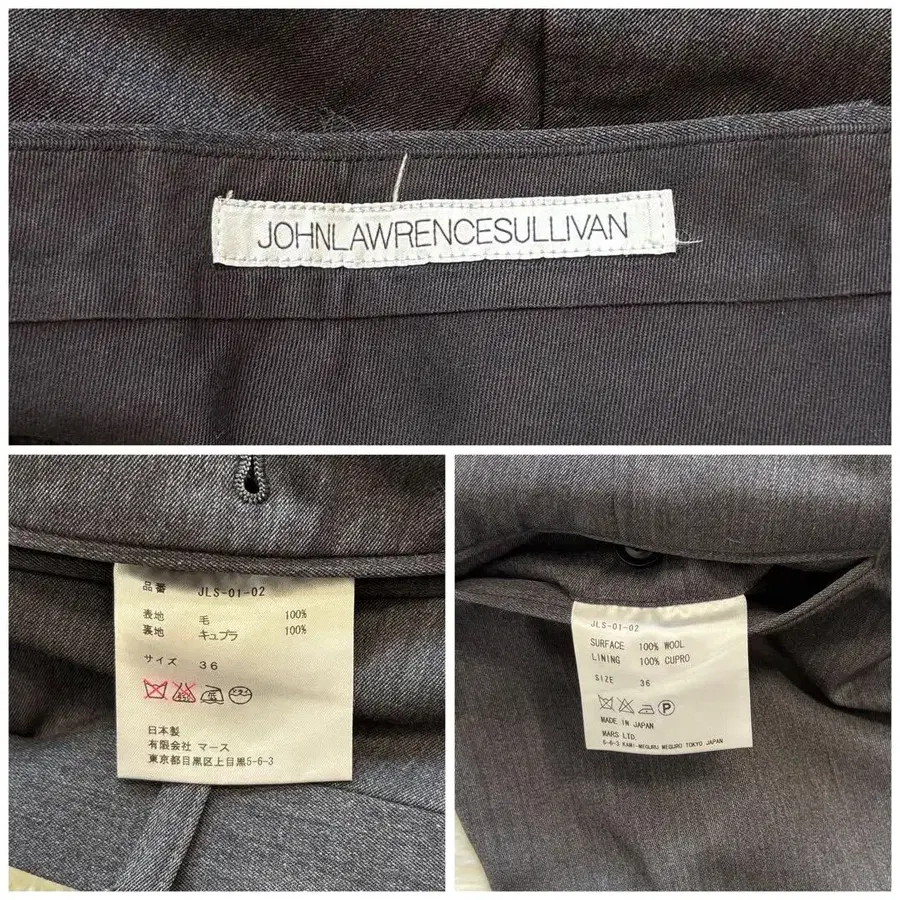 JOHNLAWRENCESULLIVAN
品番 JLS-01-02
表地 毛 100%
裏地 キュプラ 100%
サイズ 36
低
日本製
有限会社 マース
東京都目黒区上目黒5-6-3
JLS-01-02
SURFACE 100% WOOL
LINING 100% CUPRO
SIZE 36
P
MADE IN JAPAN
MARS LTD.
5-6-3 KAMI-MEGURU MEGURO TOKYO JAPAN